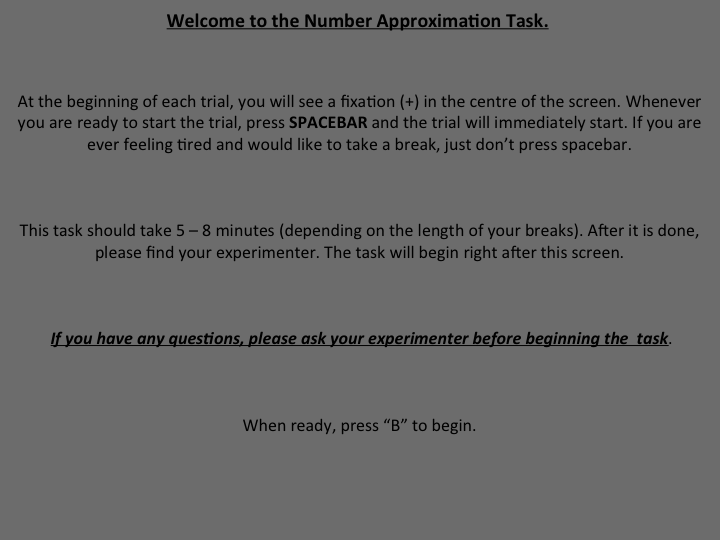 Welcome to the Number Approximation Task.
At the beginning of each trial, you will see a fixation (+) in the centre of the screen. Whenever
you are ready to start the trial, press SPACEBAR and the trial will immediately start. If you are
ever feeling tired and would like to take a break, just don’t press spacebar.
This task should take 5 – 8 minutes (depending on the length of your breaks). After it is done,
please find your experimenter. The task will begin right after this screen.
If you have any questions, please ask your experimenter before beginning the  task.
When ready, press “B” to begin.